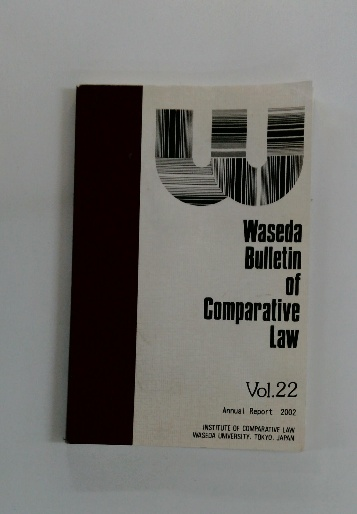 Waseda
Bulletin
of
Comparative
Law
Vol.22
Annual Report 2002
INSTITUTE OF COMPARATIVE LAW
WASEDA UNIVERSITY, TOKYO, JAPAN